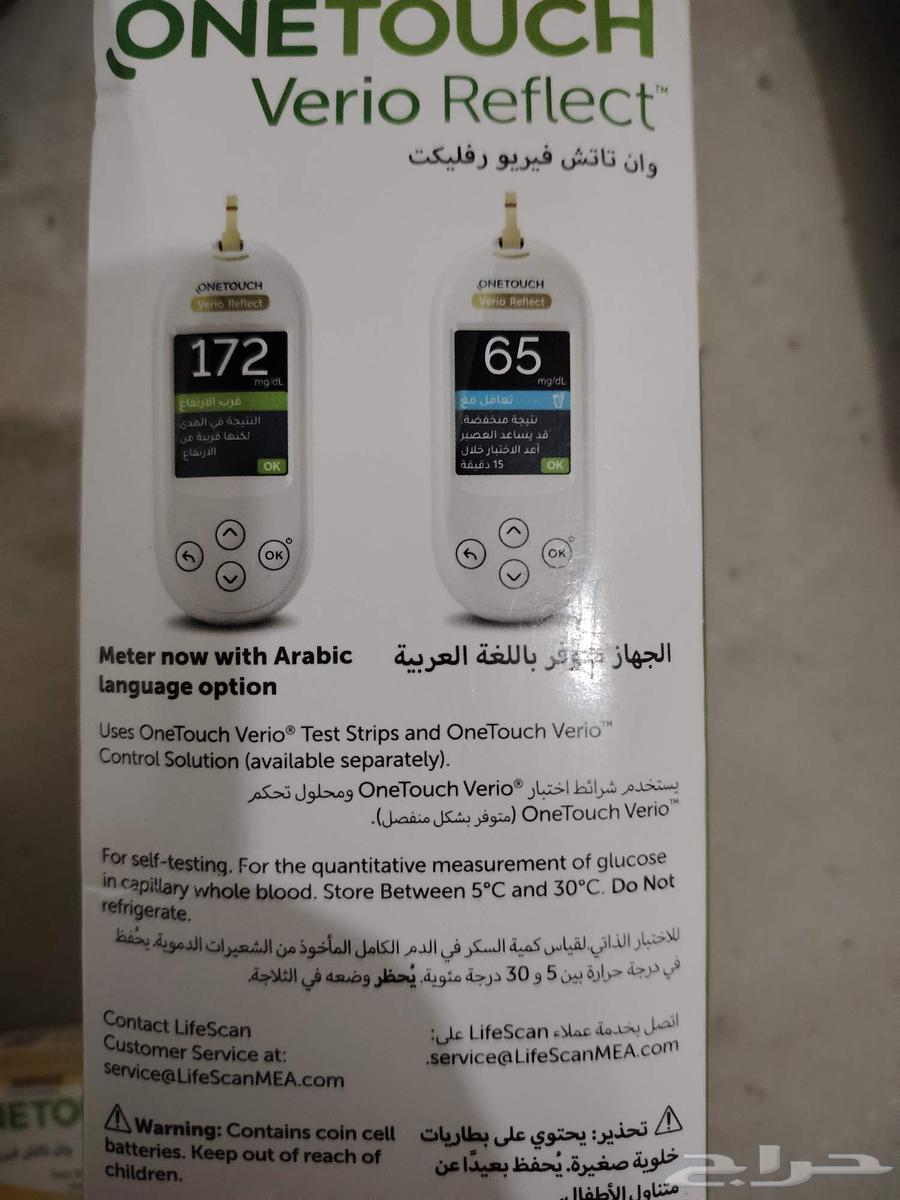 ONETOUCH
Verio Reflect™
وان تاتش فيريو رفليكت
ONETOUCH
Verio Reflect
172
mg/dL
قرب الارتفاع
النتيجة في المدى
لكنها قريبة من
الارتفاع
OK
OK
ONETOUCH
Verio Reflect
65
mg/dL
تعامل مع
نتيجة منخفضة.
قد يساعد العصير
أعد الاختبار خلال
15 دقيقة
OK
OK
Meter now with Arabic
language option
الجهاز متوفر باللغة العربية
Uses OneTouch Verio® Test Strips and OneTouch Verio™
Control Solution (available separately).
يستخدم شرائط اختبار OneTouch Verio® ومحلول تحكم
OneTouch Verio™ (متوفر بشكل منفصل).
For self-testing. For the quantitative measurement of glucose
in capillary whole blood. Store Between 5°C and 30°C. Do Not
refrigerate.
للاختبار الذاتي.لقياس كمية السكر في الدم الكامل المأخوذ من الشعيرات الدموية.يحُفظ
في درجة حرارة بين 5 و 30 درجة مئوية. يُحظر وضعه في الثلاجة.
Contact LifeScan
Customer Service at:
service@LifeScanMEA.com
اتصل بخدمة عملاء LifeScan على:
service@LifeScanMEA.com.
Warning: Contains coin cell
batteries. Keep out of reach of
children.
تحذير: يحتوي على بطاريات
خلوية صغيرة. يُحفظ بعيدًا عن
متناول الأطفال.
حراج
ETO